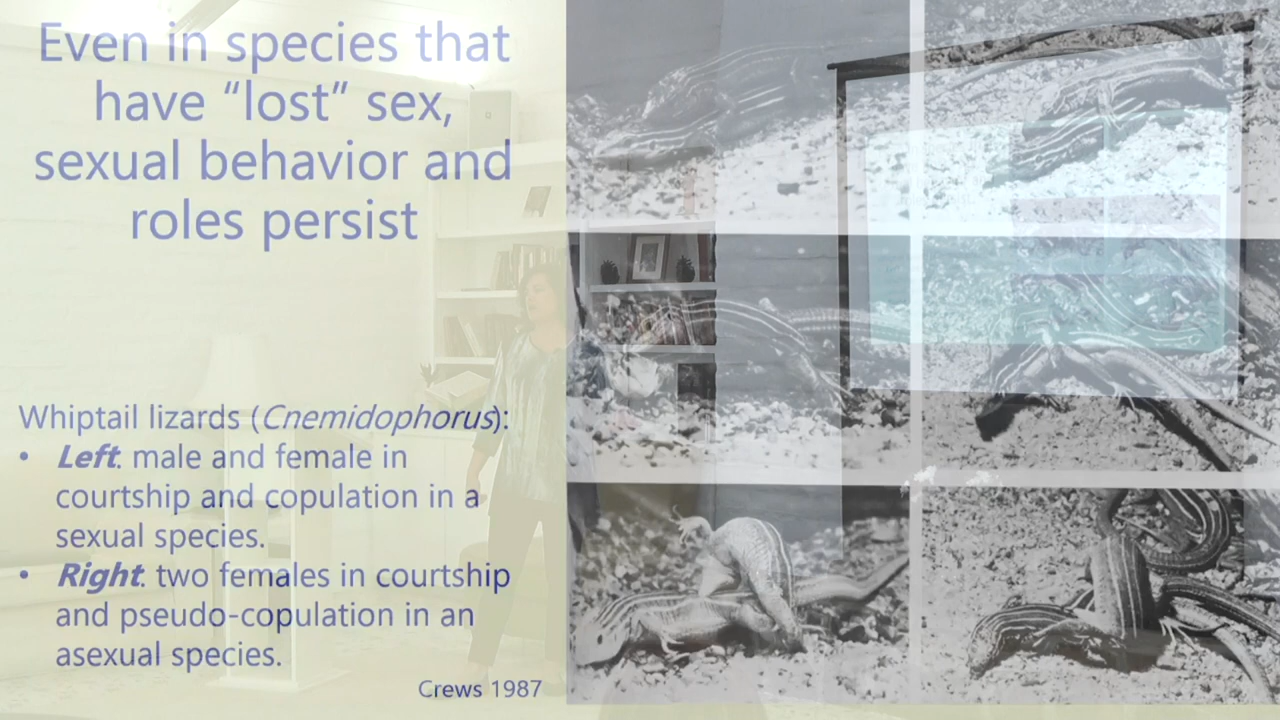 Even in species that
have “lost” sex,
sexual behavior and
roles persist
Whiptail lizards (Cnemidophorus):
• Left: male and female in
courtship and copulation in a
sexual species.
• Right: two females in courtship
and pseudo-copulation in an
asexual species.
Crews 1987